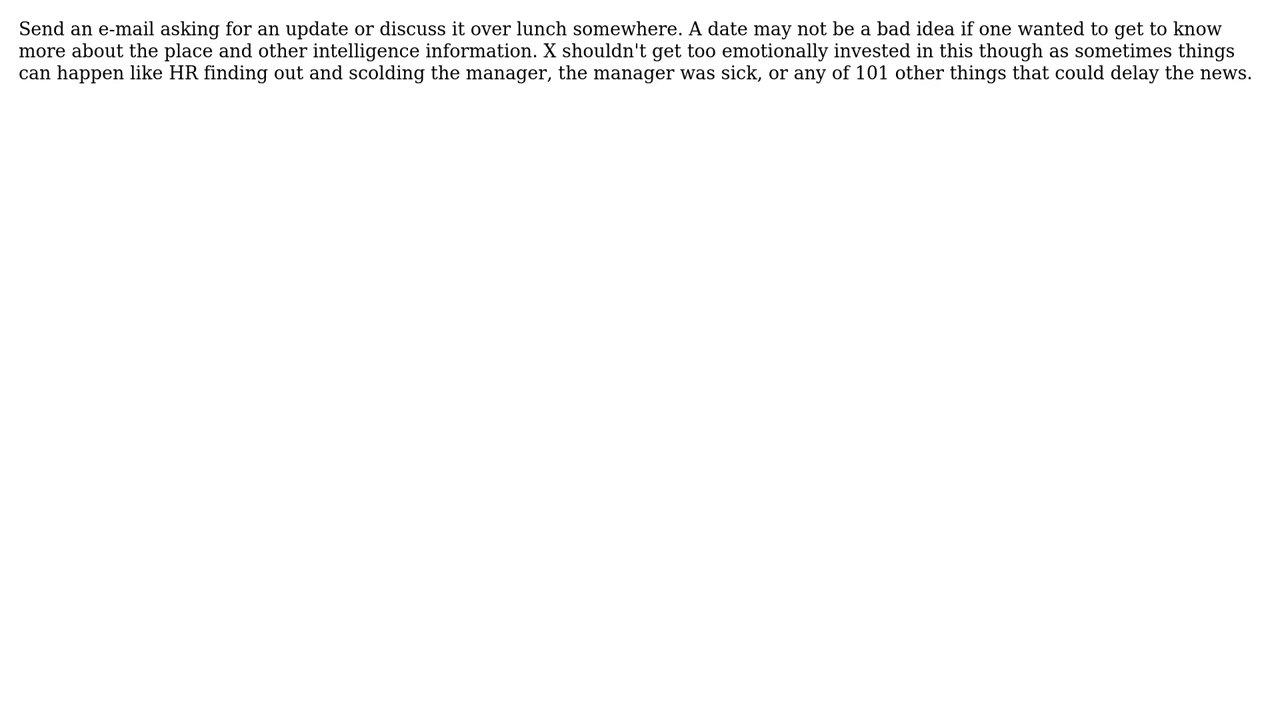 Send an e-mail asking for an update or discuss it over lunch somewhere. A date may not be a bad idea if one wanted to get to know
more about the place and other intelligence information. X shouldn't get too emotionally invested in this though as sometimes things
can happen like HR finding out and scolding the manager, the manager was sick, or any of 101 other things that could delay the news.